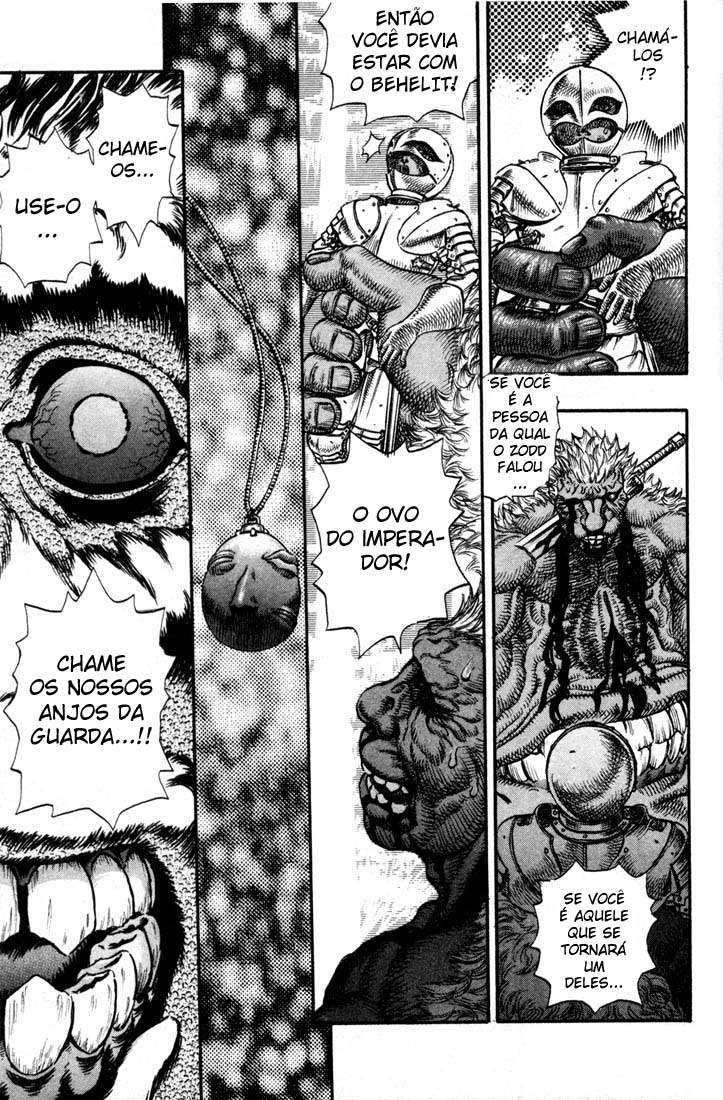 CHAMÁ-
LOS
!?
SE VOCÊ
É A
PESSOA
DA QUAL
O ZODD
FALOU
...
SE VOCÊ
É AQUELE
QUE SE
TORNARÁ
UM
DELES...
ENTÃO
VOCÊ DEVIA
ESTAR COM
O BEHELIT!
O OVO
DO IMPERA-
DOR!
CHAME-
OS...
USE-O
...
CHAME
OS NOSSOS
ANJOS DA
GUARDA...!!